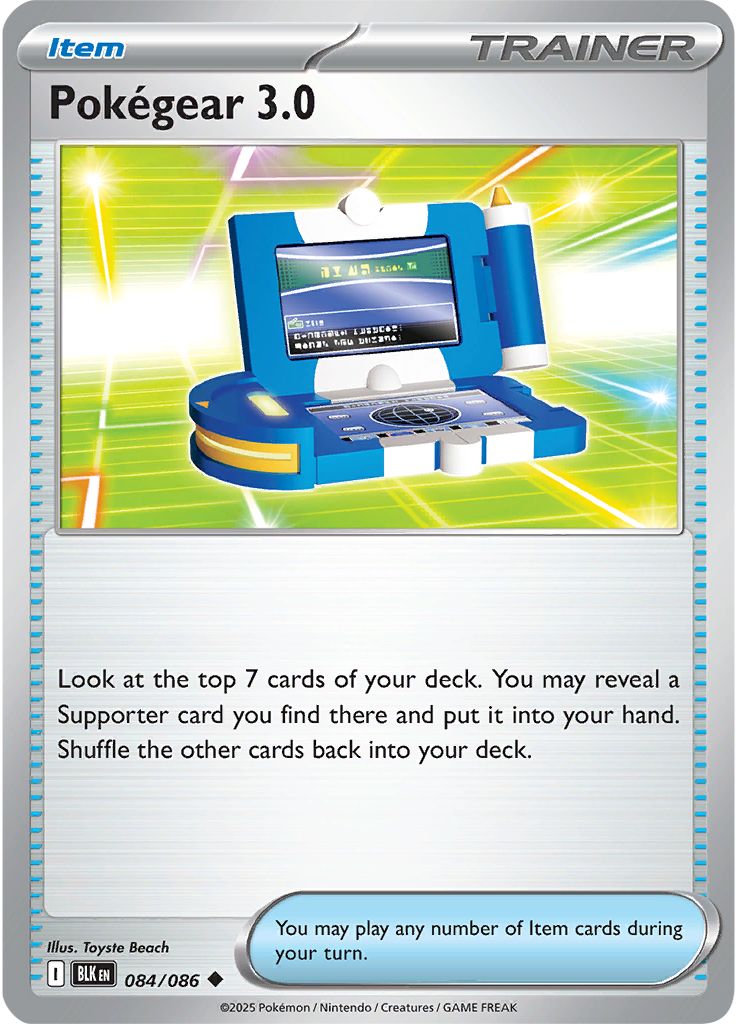 Item
TRAINER
Pokégear 3.0
Look at the top 7 cards of your deck. You may reveal a
Supporter card you find there and put it into your hand.
Shuffle the other cards back into your deck.
You may play any number of Item cards during
your turn.
Illus. Toyste Beach
I BLK EN 084/086 ◆
©2025 Pokémon / Nintendo / Creatures / GAME FREAK